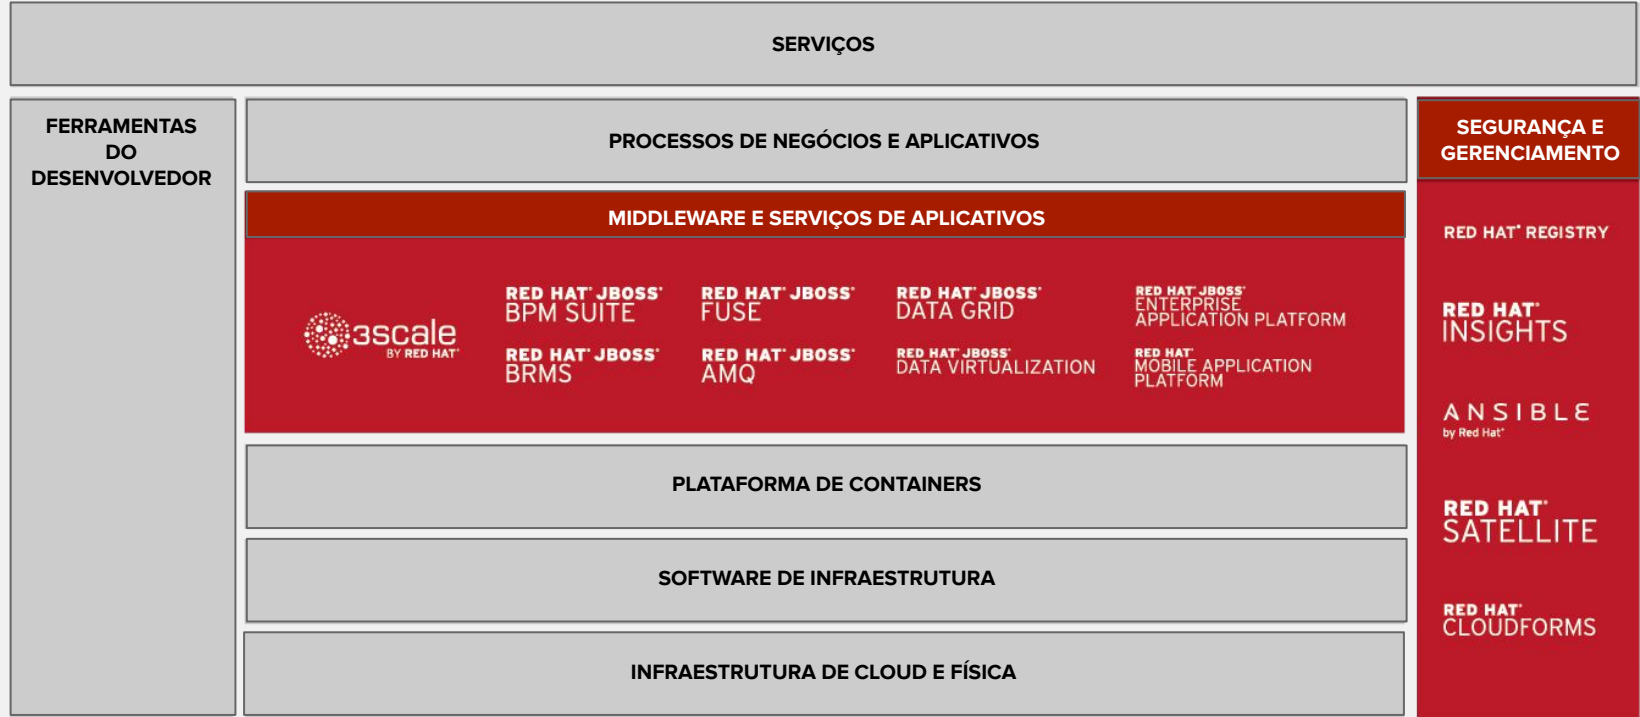 SERVIÇOS
FERRAMENTAS
DO
DESENVOLVEDOR
PROCESSOS DE NEGÓCIOS E APLICATIVOS
MIDDLEWARE E SERVIÇOS DE APLICATIVOS
3scale
BY RED HAT®
RED HAT® JBOSS®
BPM SUITE
RED HAT® JBOSS®
BRMS
RED HAT® JBOSS®
FUSE
RED HAT® JBOSS®
AMQ
RED HAT® JBOSS®
DATA GRID
RED HAT® JBOSS®
DATA VIRTUALIZATION
RED HAT® JBOSS®
ENTERPRISE
APPLICATION PLATFORM
RED HAT®
MOBILE APPLICATION
PLATFORM
PLATAFORMA DE CONTAINERS
SOFTWARE DE INFRAESTRUTURA
INFRAESTRUTURA DE CLOUD E FÍSICA
SEGURANÇA E
GERENCIAMENTO
RED HAT® REGISTRY
RED HAT®
INSIGHTS
ANSIBLE
by Red Hat®
RED HAT®
SATELLITE
RED HAT®
CLOUDFORMS